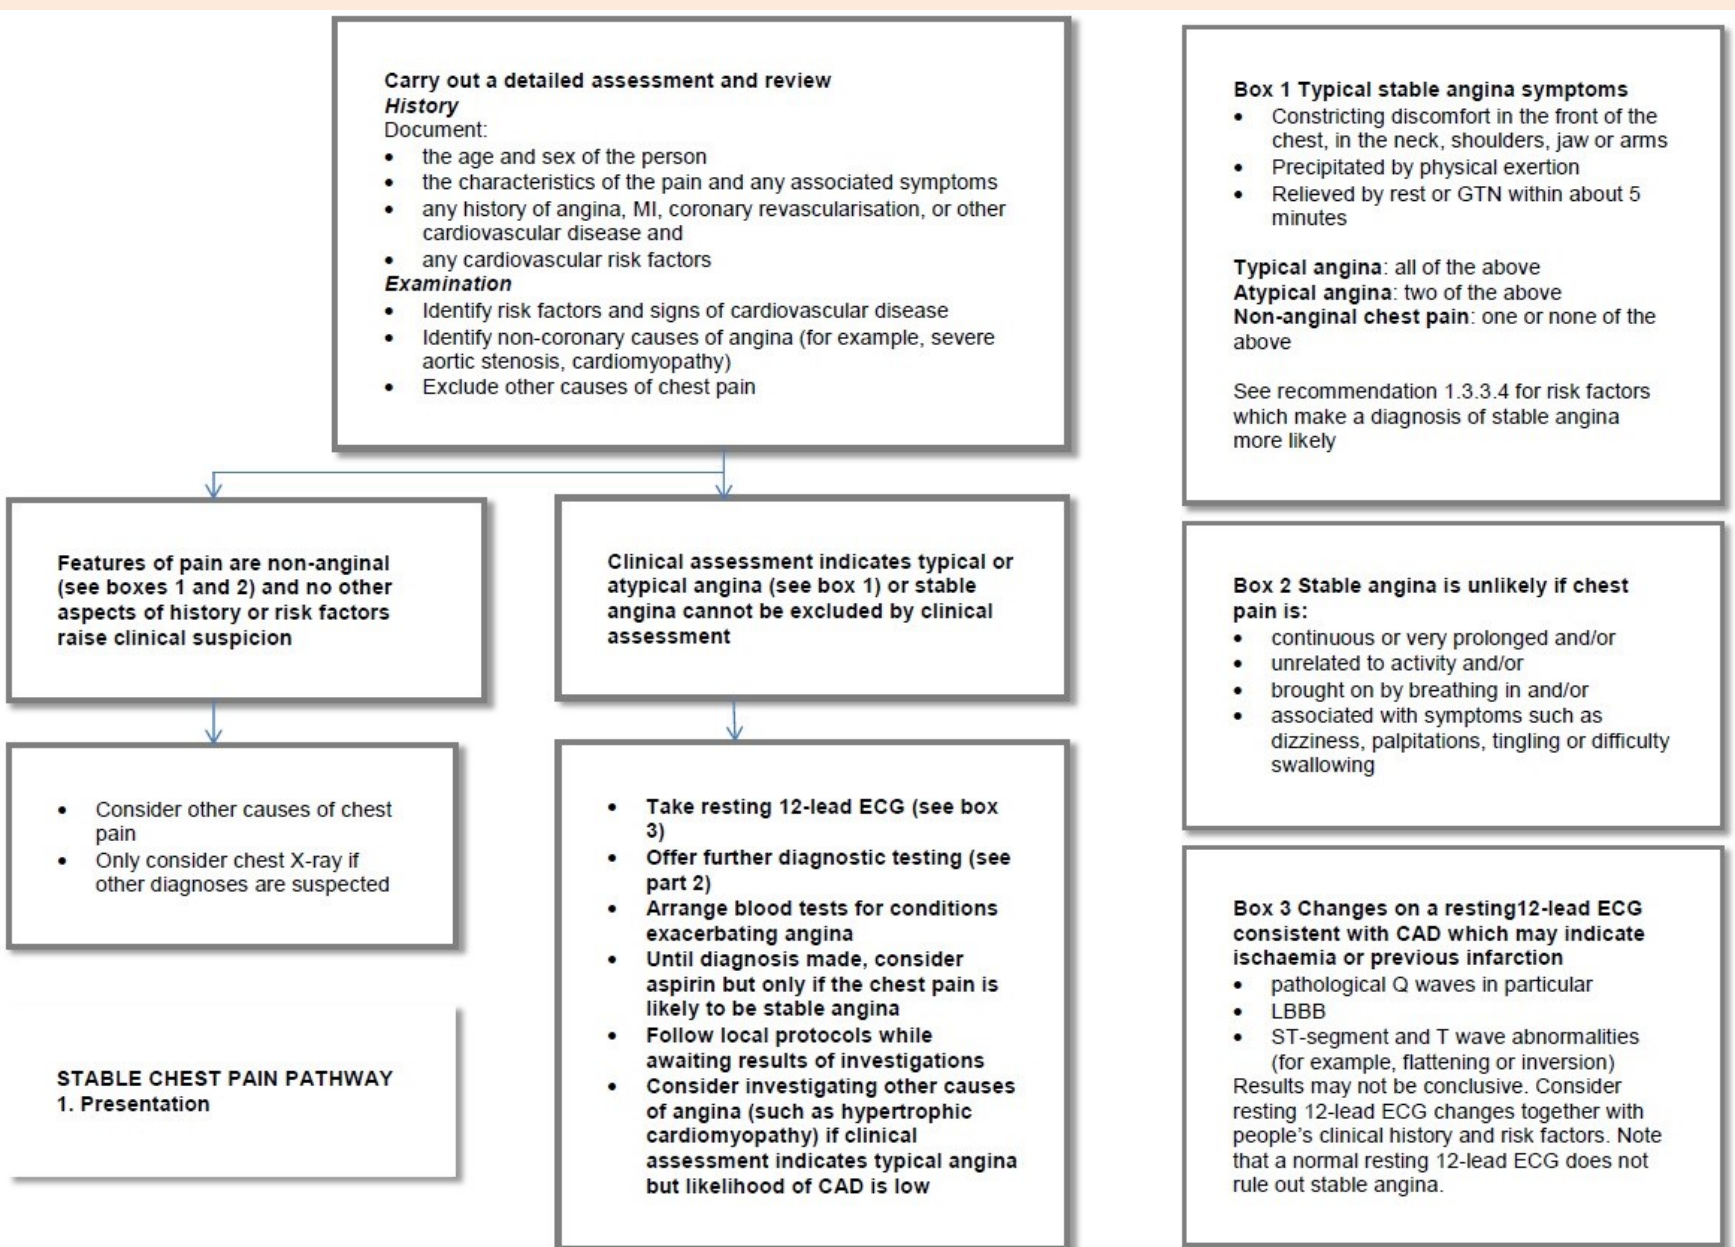 Carry out a detailed assessment and review
History
Document:
• the age and sex of the person
• the characteristics of the pain and any associated symptoms
• any history of angina, MI, coronary revascularisation, or other
cardiovascular disease and
• any cardiovascular risk factors
Examination
• Identify risk factors and signs of cardiovascular disease
• Identify non-coronary causes of angina (for example, severe
aortic stenosis, cardiomyopathy)
• Exclude other causes of chest pain
Features of pain are non-anginal
(see boxes 1 and 2) and no other
aspects of history or risk factors
raise clinical suspicion
• Consider other causes of chest
pain
• Only consider chest X-ray if
other diagnoses are suspected
STABLE CHEST PAIN PATHWAY
1. Presentation
Clinical assessment indicates typical or
atypical angina (see box 1) or stable
angina cannot be excluded by clinical
assessment
• Take resting 12-lead ECG (see box
3)
• Offer further diagnostic testing (see
part 2)
• Arrange blood tests for conditions
exacerbating angina
• Until diagnosis made, consider
aspirin but only if the chest pain is
likely to be stable angina
• Follow local protocols while
awaiting results of investigations
• Consider investigating other causes
of angina (such as hypertrophic
cardiomyopathy) if clinical
assessment indicates typical angina
but likelihood of CAD is low
Box 1 Typical stable angina symptoms
• Constricting discomfort in the front of the
chest, in the neck, shoulders, jaw or arms
• Precipitated by physical exertion
• Relieved by rest or GTN within about 5
minutes
Typical angina: all of the above
Atypical angina: two of the above
Non-anginal chest pain: one or none of the
above
See recommendation 1.3.3.4 for risk factors
which make a diagnosis of stable angina
more likely
Box 2 Stable angina is unlikely if chest
pain is:
• continuous or very prolonged and/or
• unrelated to activity and/or
• brought on by breathing in and/or
• associated with symptoms such as
dizziness, palpitations, tingling or difficulty
swallowing
Box 3 Changes on a resting12-lead ECG
consistent with CAD which may indicate
ischaemia or previous infarction
• pathological Q waves in particular
• LBBB
• ST-segment and T wave abnormalities
(for example, flattening or inversion)
Results may not be conclusive. Consider
resting 12-lead ECG changes together with
people’s clinical history and risk factors. Note
that a normal resting 12-lead ECG does not
rule out stable angina.